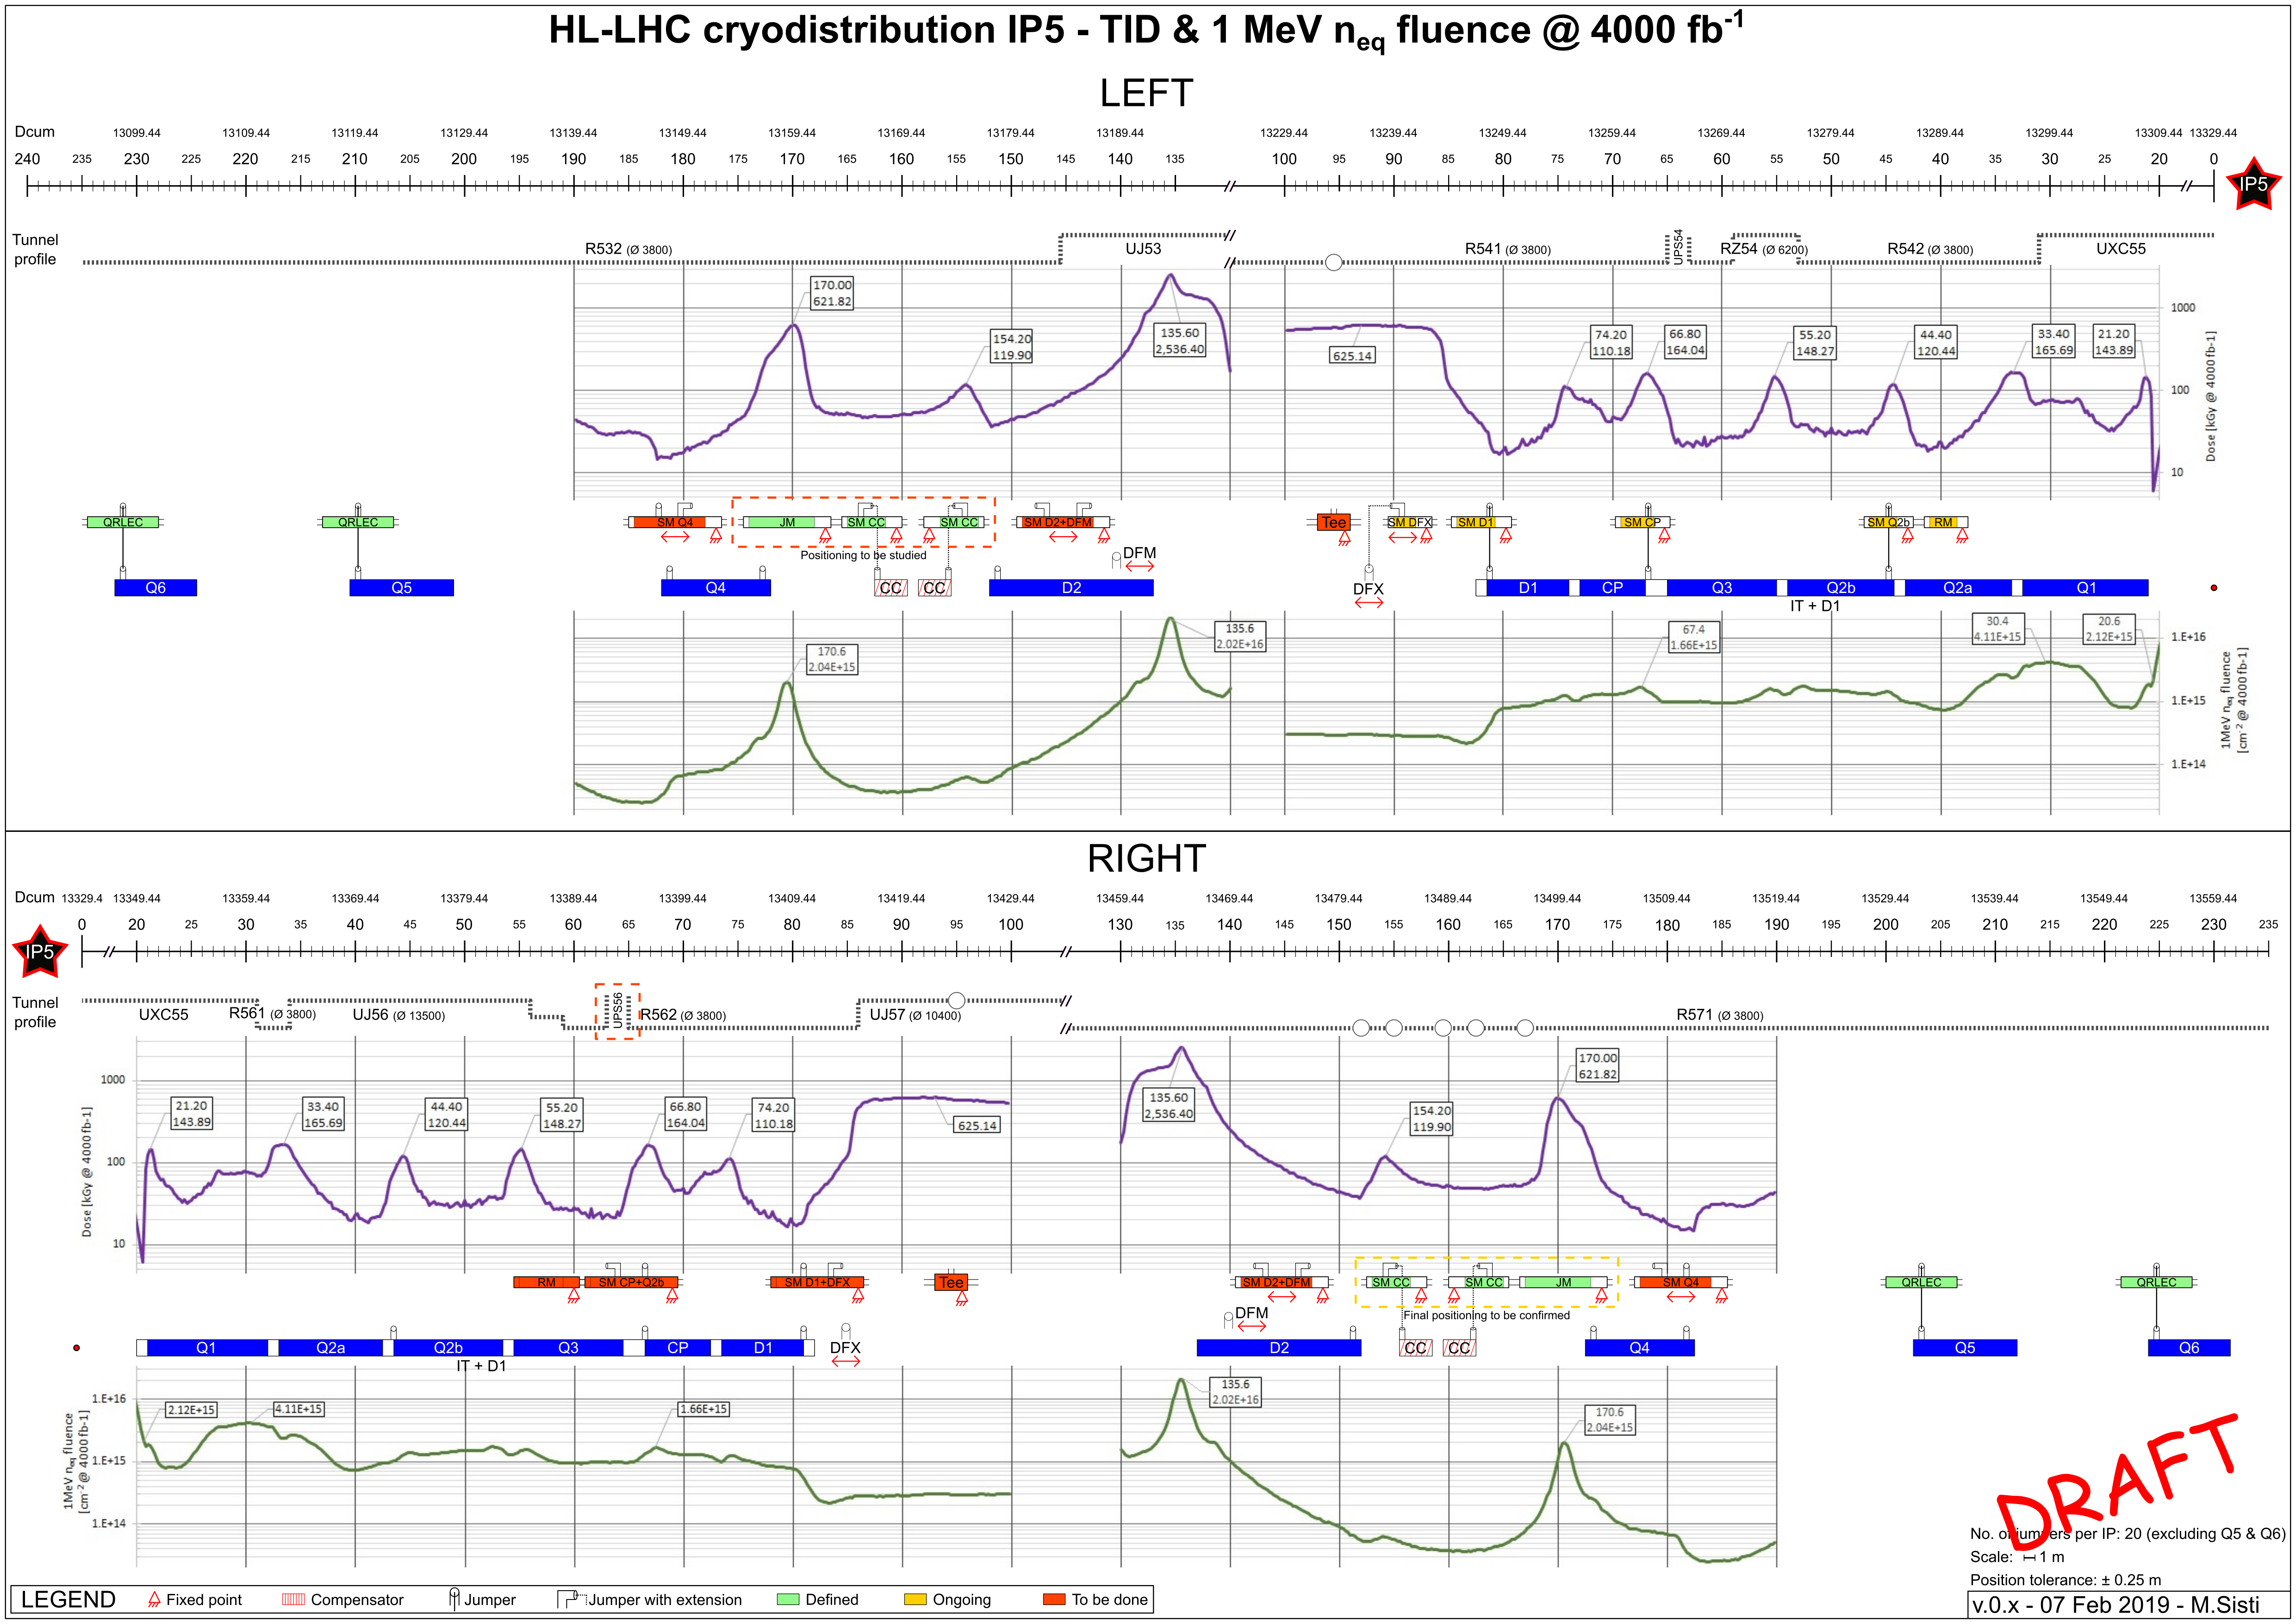 HL-LHC cryodistribution IP5 - TID & 1 MeV neq fluence @ 4000 fb-1
LEFT
Dcum 13099.44 13109.44 13119.44 13129.44 13139.44 13149.44 13159.44 13169.44 13179.44 13189.44 13229.44 13239.44 13249.44 13259.44 13269.44 13279.44 13289.44 13299.44 13309.44 13329.44
240 235 230 225 220 215 210 205 200 195 190 185 180 175 170 165 160 155 150 145 140 135 100 95 90 85 80 75 70 65 60 55 50 45 40 35 30 25 20 0
IP5
Tunnel profile
R532 (Ø 3800) UJ53 R541 (Ø 3800) UPS54 RZ54 (Ø 6200) R542 (Ø 3800) UXC55
170.00
621.82
154.20
119.90
135.60
2,536.40
625.14
74.20
110.18
66.80
164.04
55.20
148.27
44.40
120.44
33.40
165.69
21.20
143.89
1000
100
10
Dose [kGy @ 4000 fb-1]
QRLEC QRLEC SM Q4 JM SM CC SM CC SM D2+DFM Tee SM DFX SM D1 SM CP SM Q2b RM
Positioning to be studied
DFM
Q6 Q5 Q4 CC CC D2 DFX D1 CP Q3 Q2b Q2a Q1
IT + D1
170.6
2.04E+15
135.6
2.02E+16
67.4
1.66E+15
30.4
4.11E+15
20.6
2.12E+15
1.E+16
1.E+15
1.E+14
1MeV neq fluence
[cm-2 @ 4000 fb-1]
RIGHT
Dcum 13329.4 13349.44 13359.44 13369.44 13379.44 13389.44 13399.44 13409.44 13419.44 13429.44 13459.44 13469.44 13479.44 13489.44 13499.44 13509.44 13519.44 13529.44 13539.44 13549.44 13559.44
0 20 25 30 35 40 45 50 55 60 65 70 75 80 85 90 95 100 130 135 140 145 150 155 160 165 170 175 180 185 190 195 200 205 210 215 220 225 230 235
IP5
Tunnel profile
UXC55 R561 (Ø 3800) UJ56 (Ø 13500) UPS56 R562 (Ø 3800) UJ57 (Ø 10400) R571 (Ø 3800)
1000
100
10
Dose [kGy @ 4000 fb-1]
21.20
143.89
33.40
165.69
44.40
120.44
55.20
148.27
66.80
164.04
74.20
110.18
625.14
135.60
2,536.40
154.20
119.90
170.00
621.82
RM SM CP+Q2b SM D1+DFX Tee SM D2+DFM SM CC SM CC JM SM Q4 QRLEC QRLEC
DFM
Final positioning to be confirmed
Q1 Q2a Q2b Q3 CP D1 DFX D2 CC CC Q4 Q5 Q6
IT + D1
1.E+16
1.E+15
1.E+14
1MeV neq fluence
[cm-2 @ 4000 fb-1]
2.12E+15
4.11E+15
1.66E+15
135.6
2.02E+16
170.6
2.04E+15
DRAFT
No. of jumpers per IP: 20 (excluding Q5 & Q6)
Scale: 1 m
Position tolerance: ± 0.25 m
v.0.x - 07 Feb 2019 - M.Sisti
LEGEND Fixed point Compensator Jumper Jumper with extension Defined Ongoing To be done